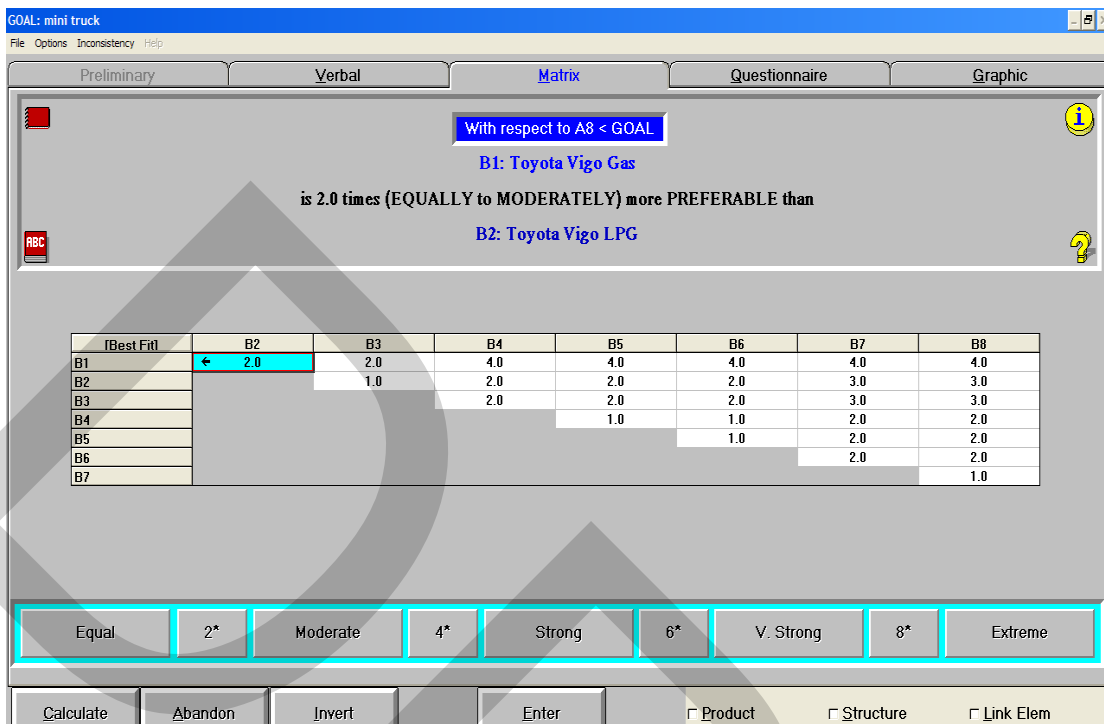 GOAL: mini truck
File Options Inconsistency Help
Preliminary Verbal Matrix Questionnaire Graphic
With respect to A8 < GOAL
B1: Toyota Vigo Gas
is 2.0 times (EQUALLY to MODERATELY) more PREFERABLE than
B2: Toyota Vigo LPG
ABC
[Best Fit] B2 B3 B4 B5 B6 B7 B8
B1 ← 2.0 2.0 4.0 4.0 4.0 4.0 4.0
B2 1.0 2.0 2.0 2.0 3.0 3.0
B3 2.0 2.0 2.0 3.0 3.0
B4 1.0 1.0 2.0 2.0
B5 1.0 2.0 2.0
B6 2.0 2.0
B7 1.0
Equal 2* Moderate 4* Strong 6* V. Strong 8* Extreme
Calculate Abandon Invert Enter Product Structure Link Elem